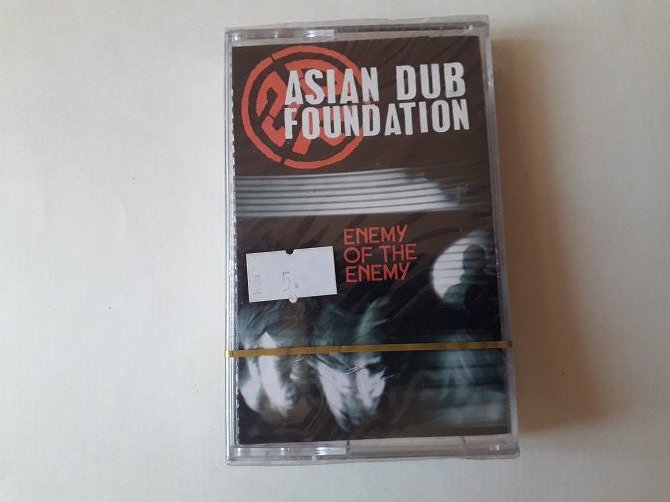 ASIAN DUB
FOUNDATION
ENEMY
OF THE
ENEMY
5.